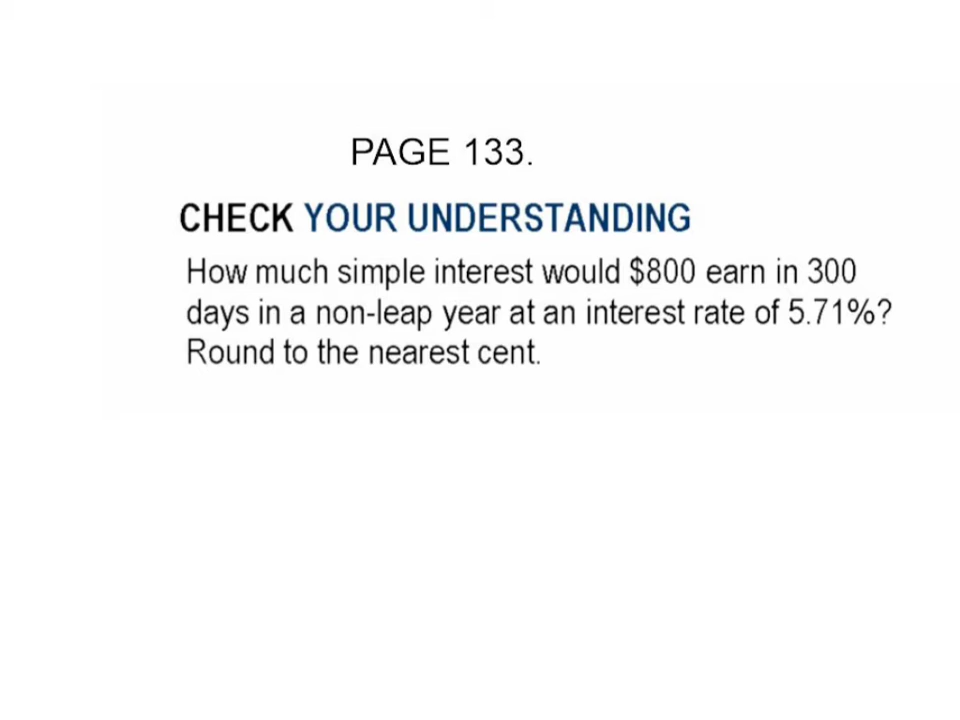 PAGE 133.
CHECK YOUR UNDERSTANDING
How much simple interest would $800 earn in 300
days in a non-leap year at an interest rate of 5.71%?
Round to the nearest cent.